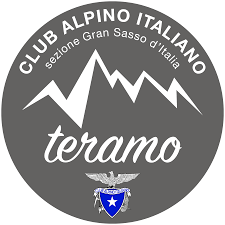 CLUB ALPINO ITALIANO
sezione Gran Sasso d'Italia
teramo